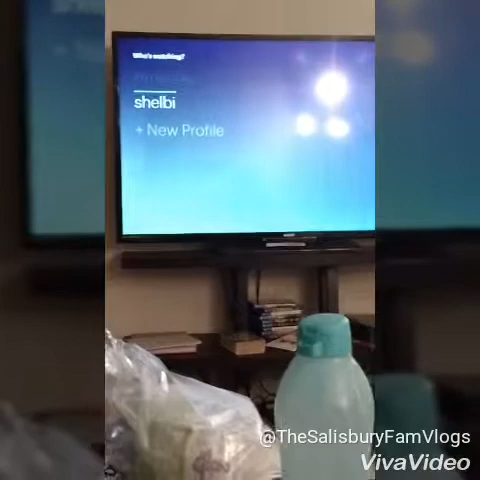 Who's watching?
shelbi
+ New Profile
@TheSalisburyFamVlogs
VivaVideo